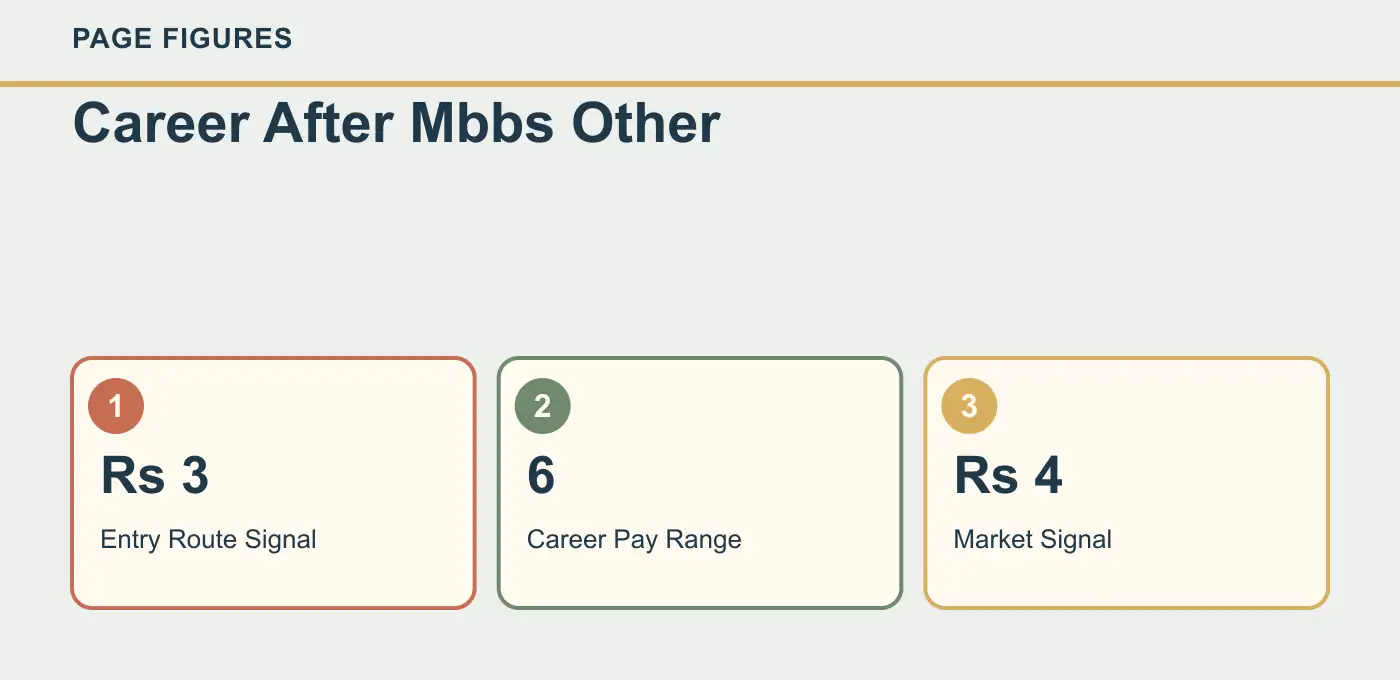 PAGE FIGURES
Career After Mbbs Other
1
Rs 3
Entry Route Signal
2
6
Career Pay Range
3
Rs 4
Market Signal